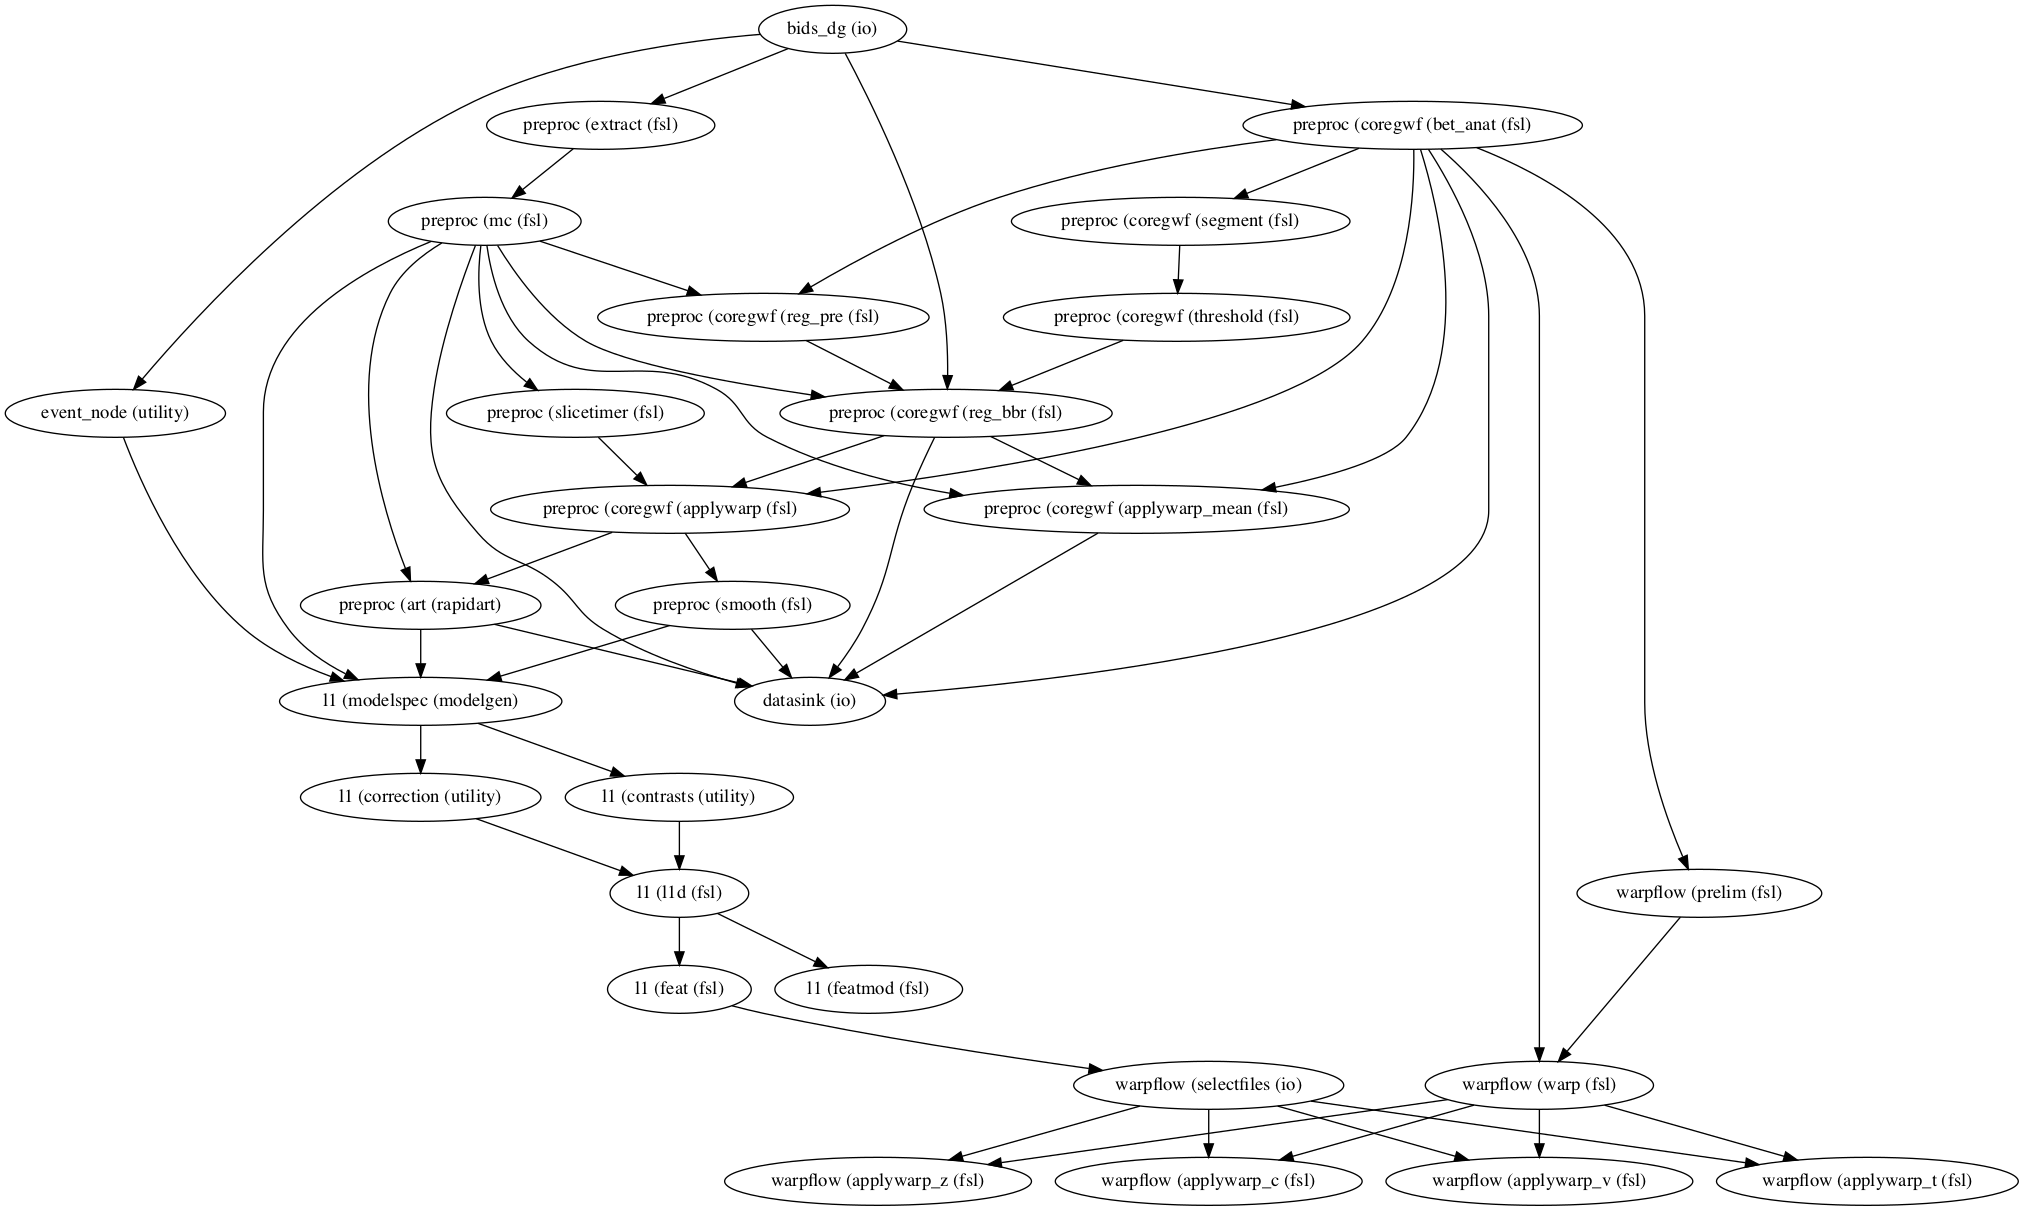 bids_dg (io)
preproc (extract (fsl)
preproc (coregwf (bet_anat (fsl)
preproc (mc (fsl)
preproc (coregwf (segment (fsl)
preproc (coregwf (reg_pre (fsl)
preproc (coregwf (threshold (fsl)
event_node (utility)
preproc (slicetimer (fsl)
preproc (coregwf (reg_bbr (fsl)
preproc (coregwf (applywarp (fsl)
preproc (coregwf (applywarp_mean (fsl)
preproc (art (rapidart)
preproc (smooth (fsl)
l1 (modelspec (modelgen)
datasink (io)
l1 (correction (utility)
l1 (contrasts (utility)
l1 (l1d (fsl)
warpflow (prelim (fsl)
l1 (feat (fsl)
l1 (featmod (fsl)
warpflow (selectfiles (io)
warpflow (warp (fsl)
warpflow (applywarp_z (fsl)
warpflow (applywarp_c (fsl)
warpflow (applywarp_v (fsl)
warpflow (applywarp_t (fsl)